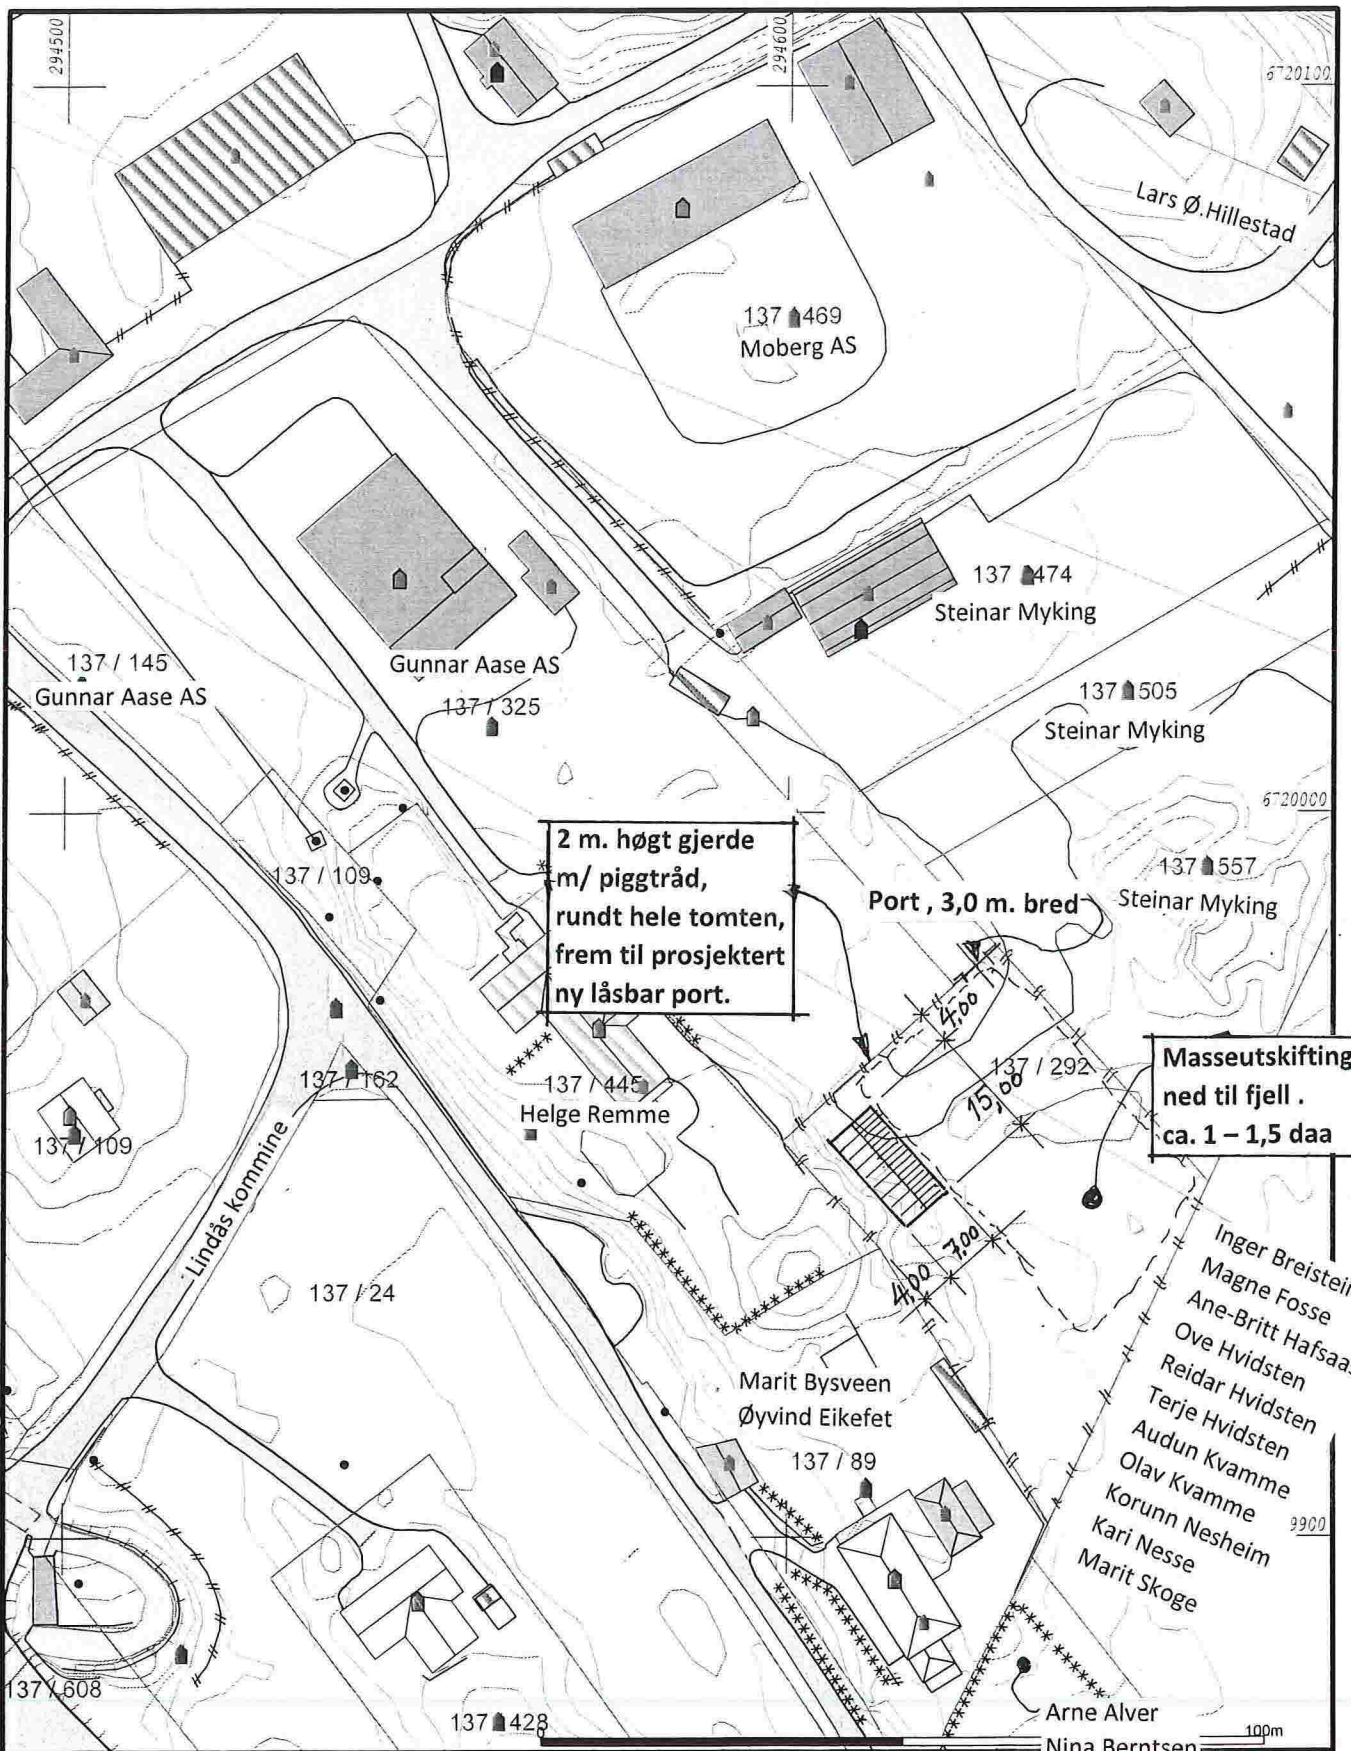 294500
294600
6720100
Lars Ø.Hillestad
137 469
Moberg AS
137 474
Steinar Myking
Gunnar Aase AS
137 / 145
Gunnar Aase AS
137 / 325
137 505
Steinar Myking
6720000
2 m. høgt gjerde
m/ piggtråd,
rundt hele tomten,
frem til prosjektert
ny låsbar port.
137 / 109
Port , 3,0 m. bred
137 557
Steinar Myking
4,00
137 / 292
15,00
Masseutskifting
ned til fjell .
ca. 1 – 1,5 daa
137 / 162
137 / 445
Helge Remme
137 / 109
Lindås kommine
137 / 24
4,00
7,00
Inger Breistein
Magne Fosse
Ane-Britt Hafsaas
Ove Hvidsten
Reidar Hvidsten
Terje Hvidsten
Audun Kvamme
Olav Kvamme
Korunn Nesheim
Kari Nesse
Marit Skoge
Marit Bysveen
Øyvind Eikefet
137 / 89
9900
137 / 608
137 428
Arne Alver
Nina Berntsen
100m